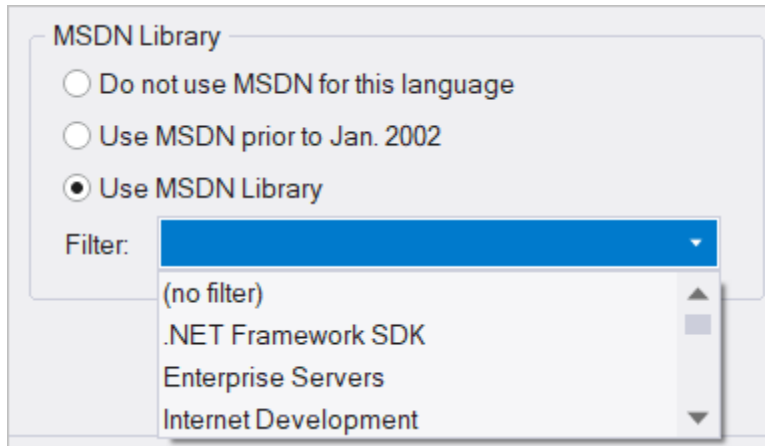 MSDN Library
Do not use MSDN for this language
Use MSDN prior to Jan. 2002
Use MSDN Library
Filter:
(no filter)
.NET Framework SDK
Enterprise Servers
Internet Development